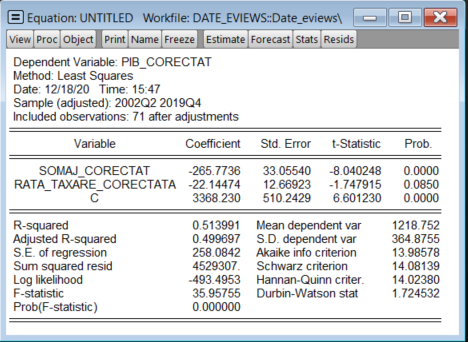 Equation: UNTITLED Workfile: DATE_EVIEWS::Date_eviews\
View Proc Object Print Name Freeze Estimate Forecast Stats Resids
Dependent Variable: PIB_CORECTAT
Method: Least Squares
Date: 12/18/20 Time: 15:47
Sample (adjusted): 2002Q2 2019Q4
Included observations: 71 after adjustments
Variable Coefficient Std. Error t-Statistic Prob.
SOMAJ_CORECTAT -265.7736 33.05540 -8.040248 0.0000
RATA_TAXARE_CORECTATA -22.14474 12.66923 -1.747915 0.0850
C 3368.230 510.2429 6.601230 0.0000
R-squared 0.513991 Mean dependent var 1218.752
Adjusted R-squared 0.499697 S.D. dependent var 364.8755
S.E. of regression 258.0842 Akaike info criterion 13.98578
Sum squared resid 4529307. Schwarz criterion 14.08139
Log likelihood -493.4953 Hannan-Quinn criter. 14.02380
F-statistic 35.95755 Durbin-Watson stat 1.724532
Prob(F-statistic) 0.000000